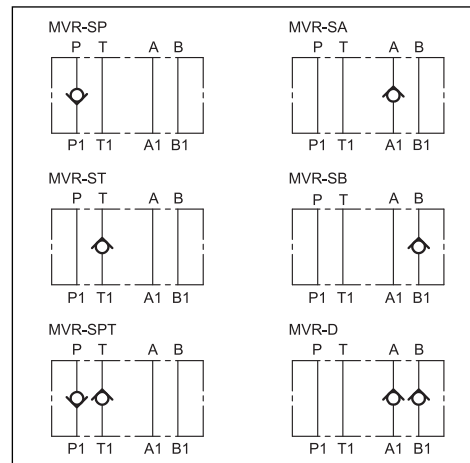 MVR-SP
P T A B
P1 T1 A1 B1
MVR-SA
P T A B
P1 T1 A1 B1
MVR-ST
P T A B
P1 T1 A1 B1
MVR-SB
P T A B
P1 T1 A1 B1
MVR-SPT
P T A B
P1 T1 A1 B1
MVR-D
P T A B
P1 T1 A1 B1